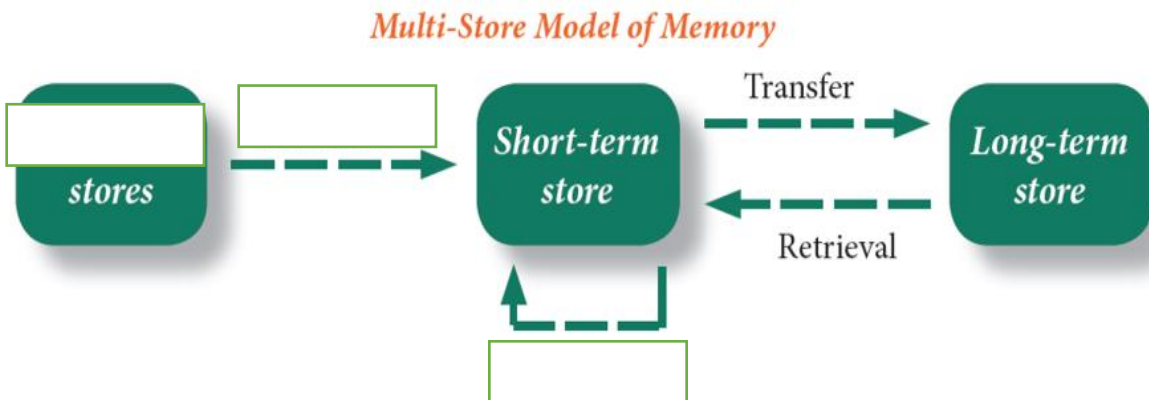 Multi-Store Model of Memory
stores
Short-term
store
Transfer
Retrieval
Long-term
store